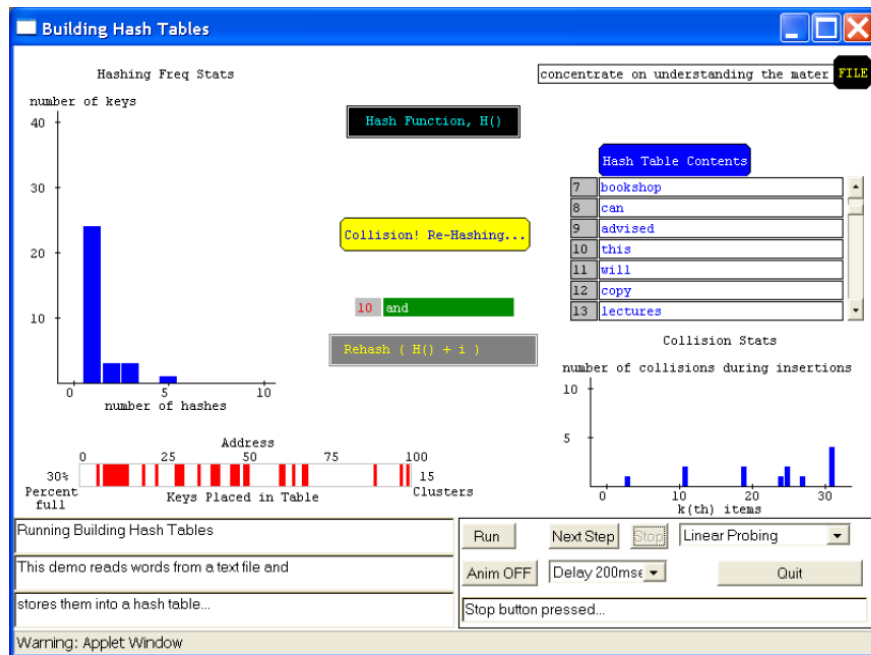 Building Hash Tables
Hashing Freq Stats
concentrate on understanding the mater FILE
number of keys
40
30
20
10
0 5 10
number of hashes
Hash Function, H()
Collision! Re-Hashing...
10 and
Rehash ( H() + i )
Hash Table Contents
7 bookshop
8 can
9 advised
10 this
11 will
12 copy
13 lectures
Collision Stats
number of collisions during insertions
10
5
0 10 20 30
k(th) items
Address
0 25 50 75 100
30% 15
Percent full Keys Placed in Table Clusters
Running Building Hash Tables
This demo reads words from a text file and
stores them into a hash table...
Run Next Step Stop Linear Probing
Anim OFF Delay 200mse Quit
Stop button pressed...
Warning: Applet Window